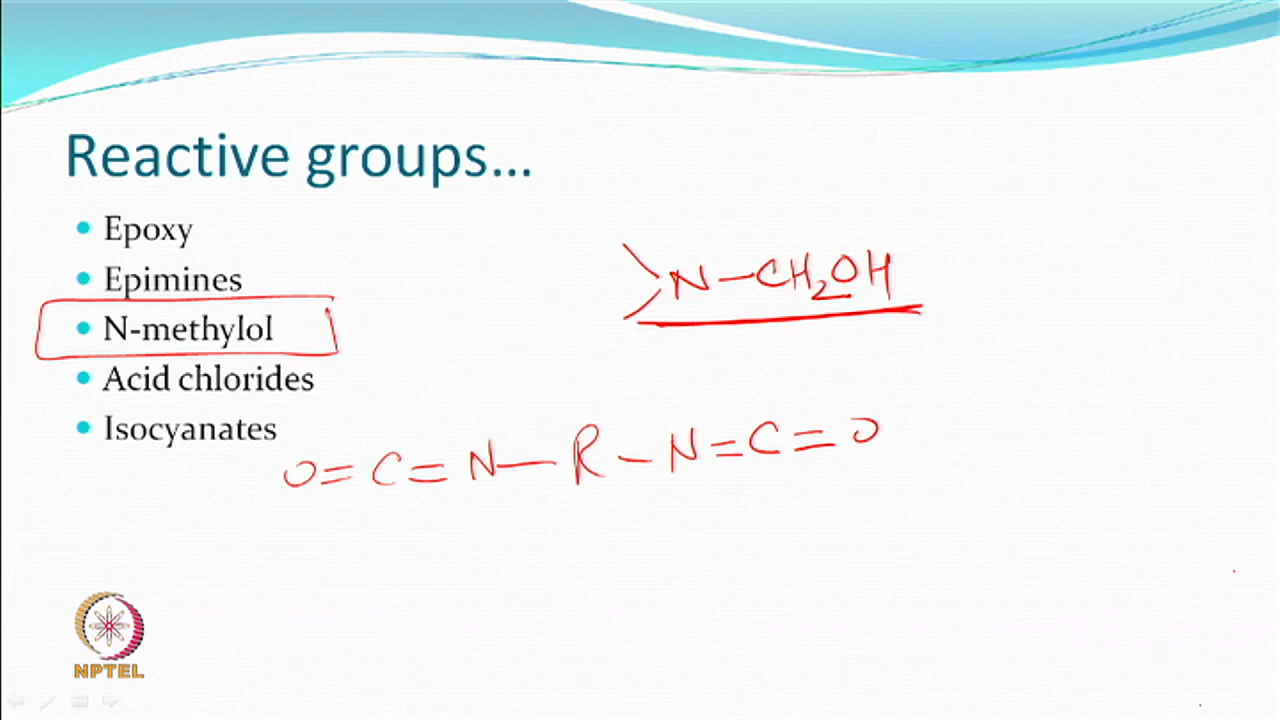 Reactive groups...
Epoxy
Epimines
N-methylol
Acid chlorides
Isocyanates
>N-CH₂OH
O=C=N-R-N=C=O
NPTEL